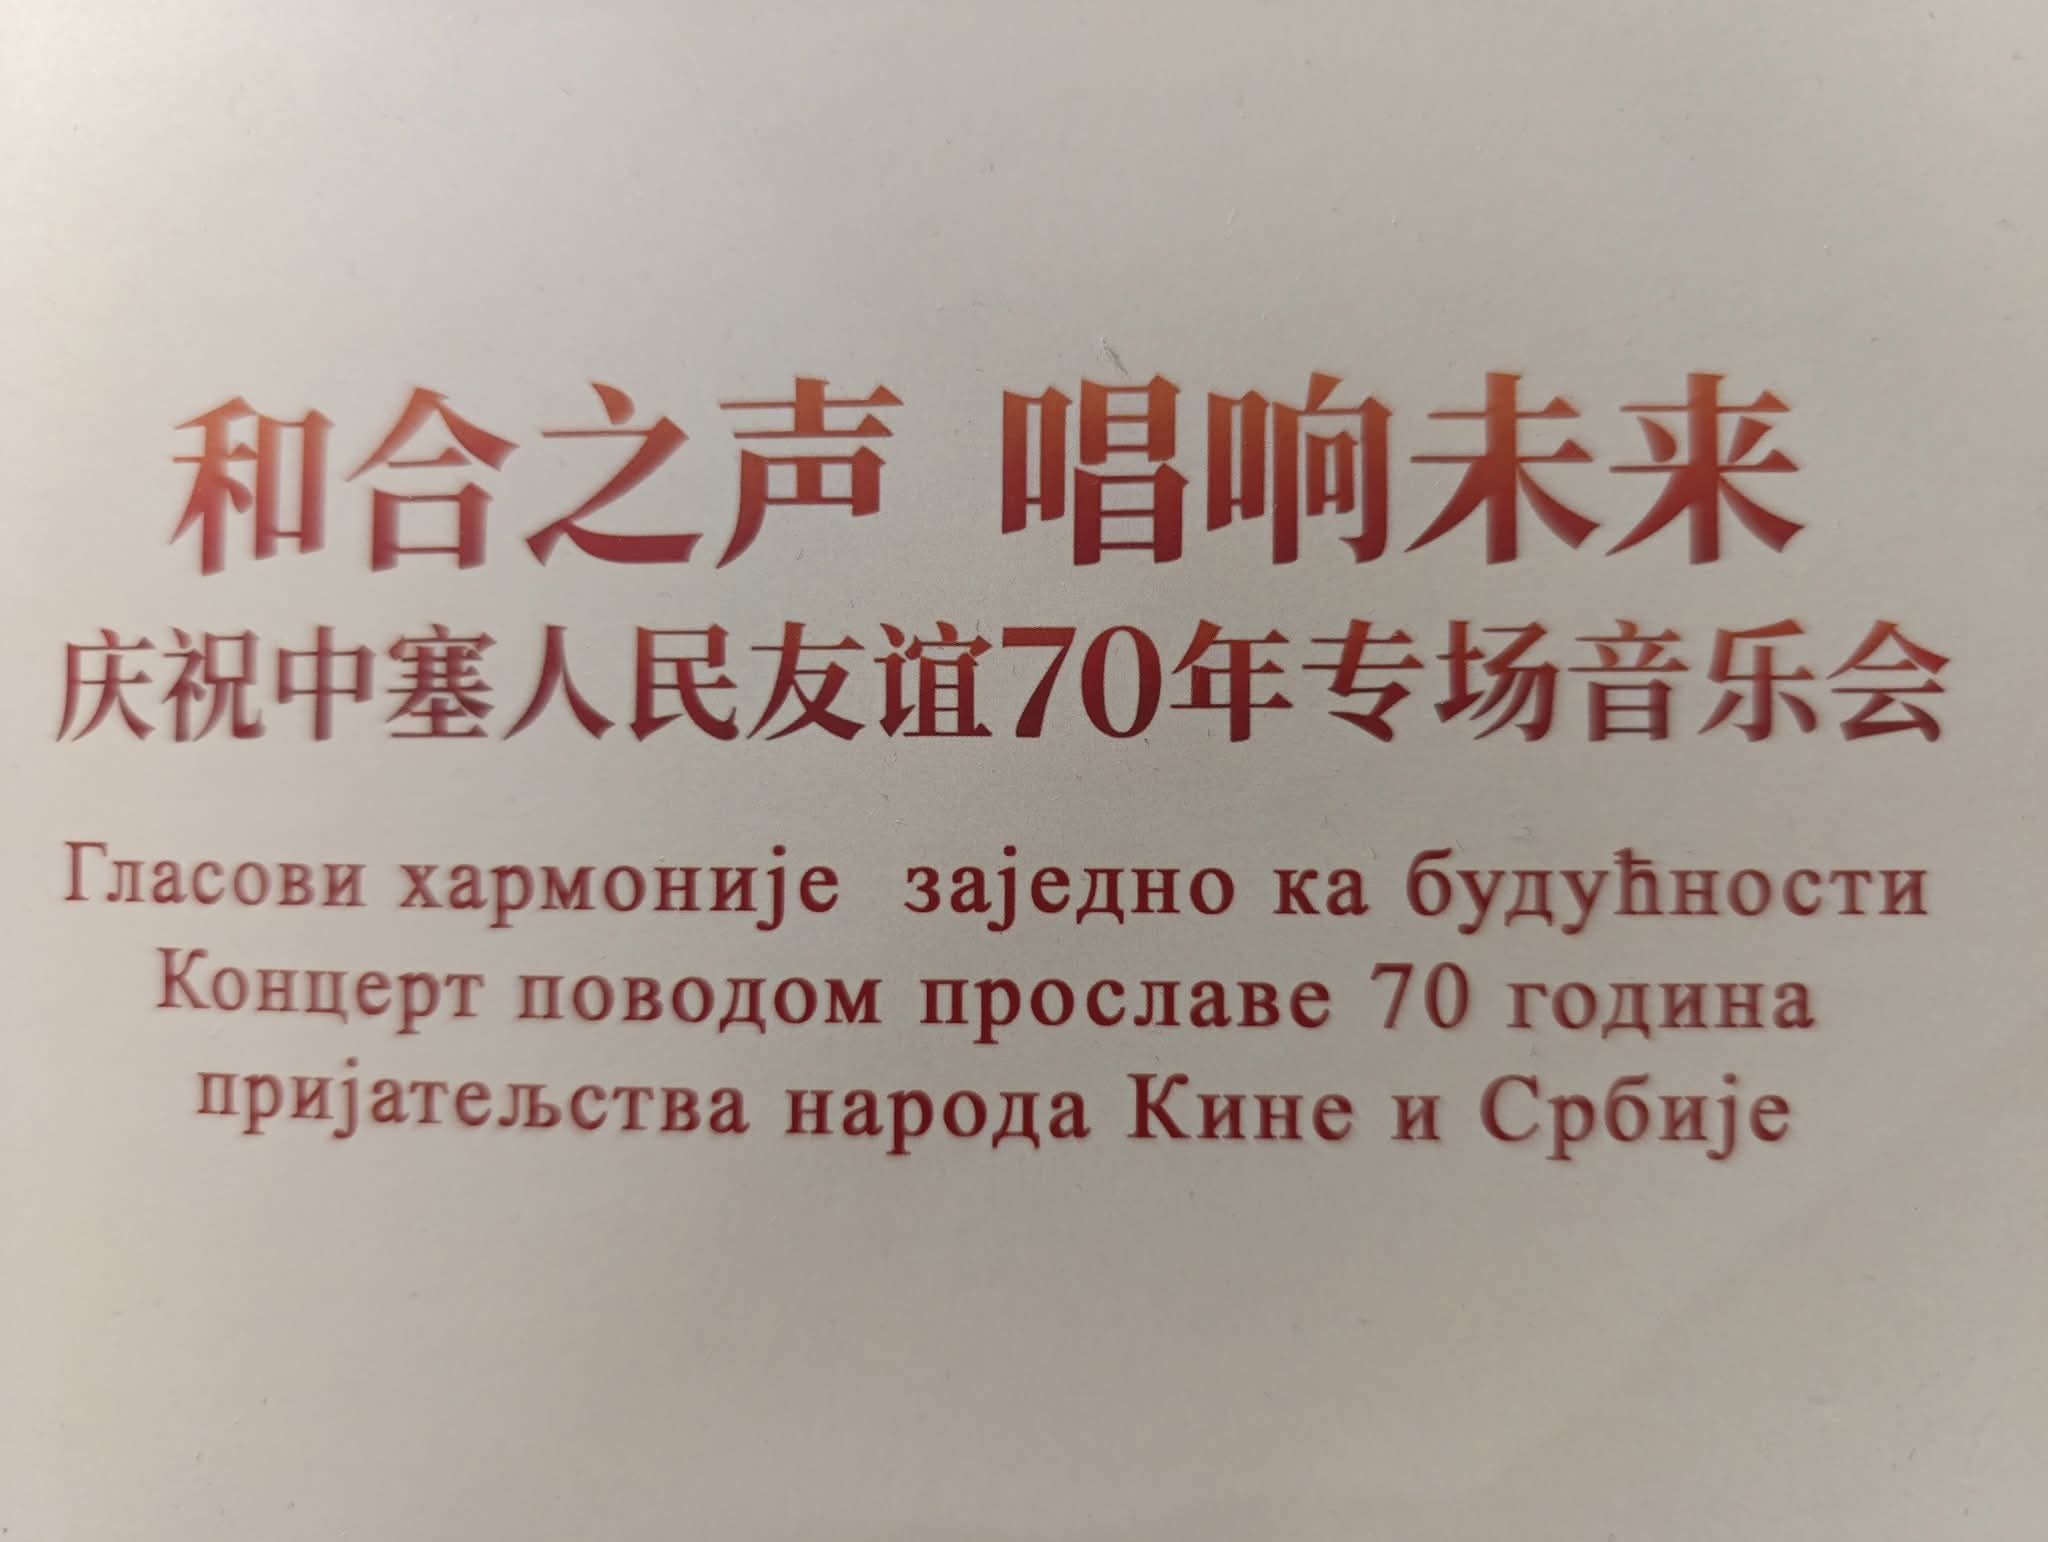 和合之声 唱响未来
庆祝中塞人民友谊70年专场音乐会
Гласови хармоније заједно ка будућности
Концерт поводом прославе 70 година
пријатељства народа Кине и Србије